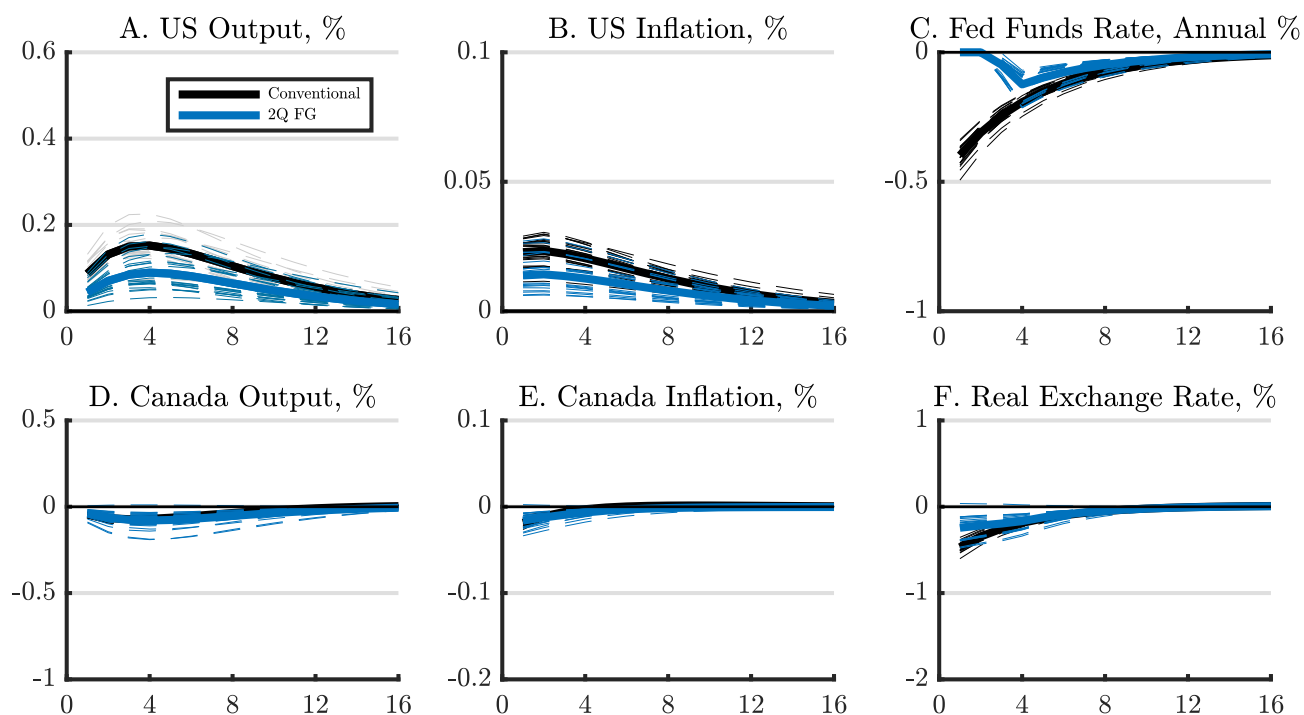 A. US Output, %
0.6
0.4
0.2
0
0 4 8 12 16
Conventional
2Q FG
B. US Inflation, %
0.1
0.05
0
0 4 8 12 16
C. Fed Funds Rate, Annual %
0
-0.5
-1
0 4 8 12 16
D. Canada Output, %
0.5
0
-0.5
-1
0 4 8 12 16
E. Canada Inflation, %
0.1
0
-0.1
-0.2
0 4 8 12 16
F. Real Exchange Rate, %
1
0
-1
-2
0 4 8 12 16